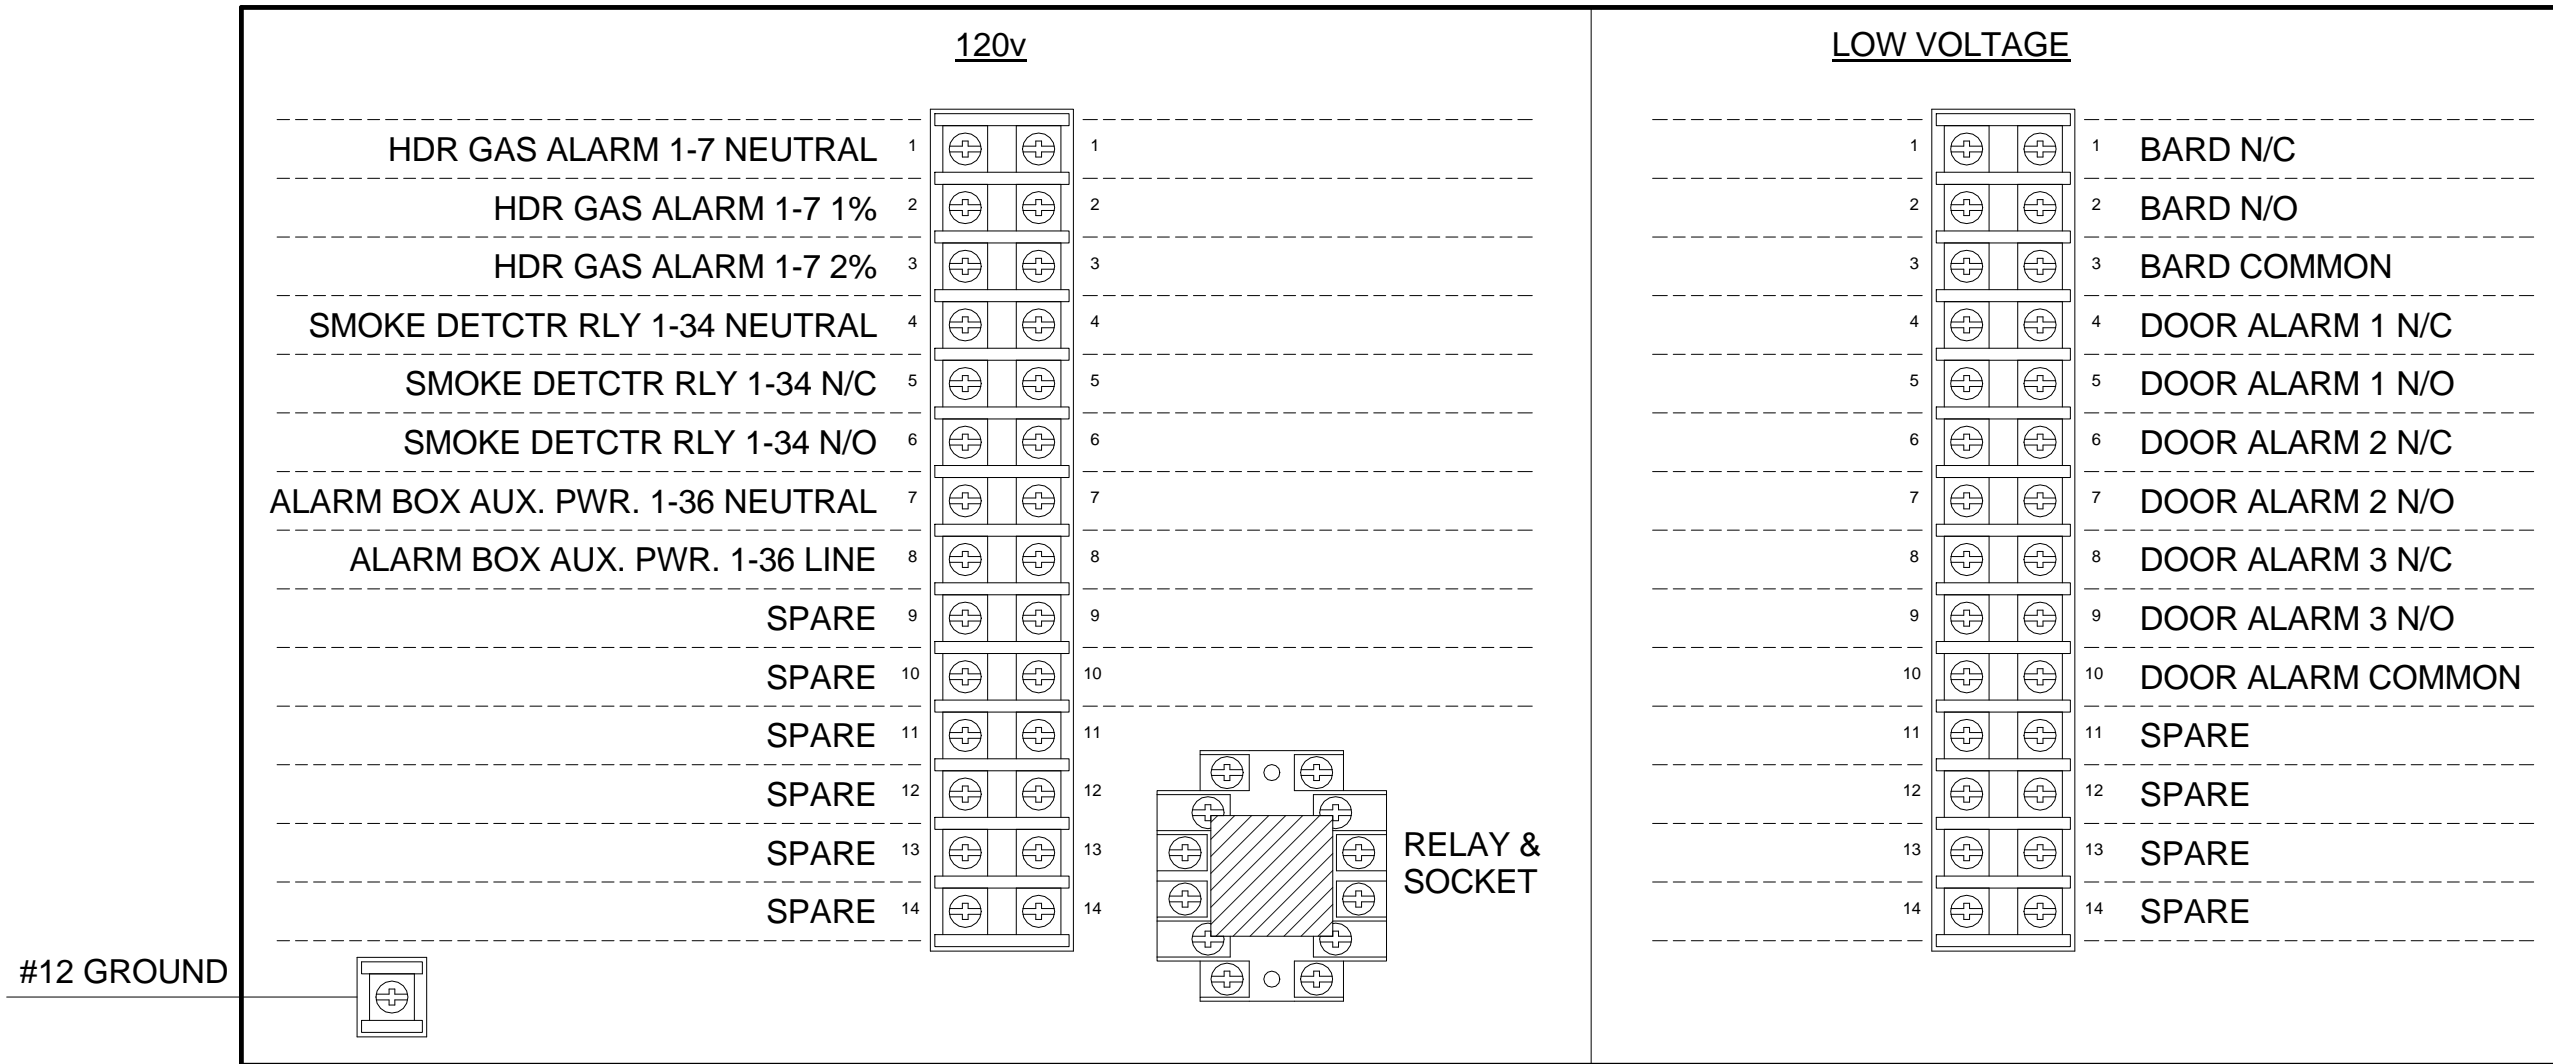 120v
HDR GAS ALARM 1-7 NEUTRAL 1 1
HDR GAS ALARM 1-7 1% 2 2
HDR GAS ALARM 1-7 2% 3 3
SMOKE DETCTR RLY 1-34 NEUTRAL 4 4
SMOKE DETCTR RLY 1-34 N/C 5 5
SMOKE DETCTR RLY 1-34 N/O 6 6
ALARM BOX AUX. PWR. 1-36 NEUTRAL 7 7
ALARM BOX AUX. PWR. 1-36 LINE 8 8
SPARE 9 9
SPARE 10 10
SPARE 11 11
SPARE 12 12
SPARE 13 13
SPARE 14 14
RELAY &
SOCKET
#12 GROUND
LOW VOLTAGE
1 1 BARD N/C
2 2 BARD N/O
3 3 BARD COMMON
4 4 DOOR ALARM 1 N/C
5 5 DOOR ALARM 1 N/O
6 6 DOOR ALARM 2 N/C
7 7 DOOR ALARM 2 N/O
8 8 DOOR ALARM 3 N/C
9 9 DOOR ALARM 3 N/O
10 10 DOOR ALARM COMMON
11 11 SPARE
12 12 SPARE
13 13 SPARE
14 14 SPARE